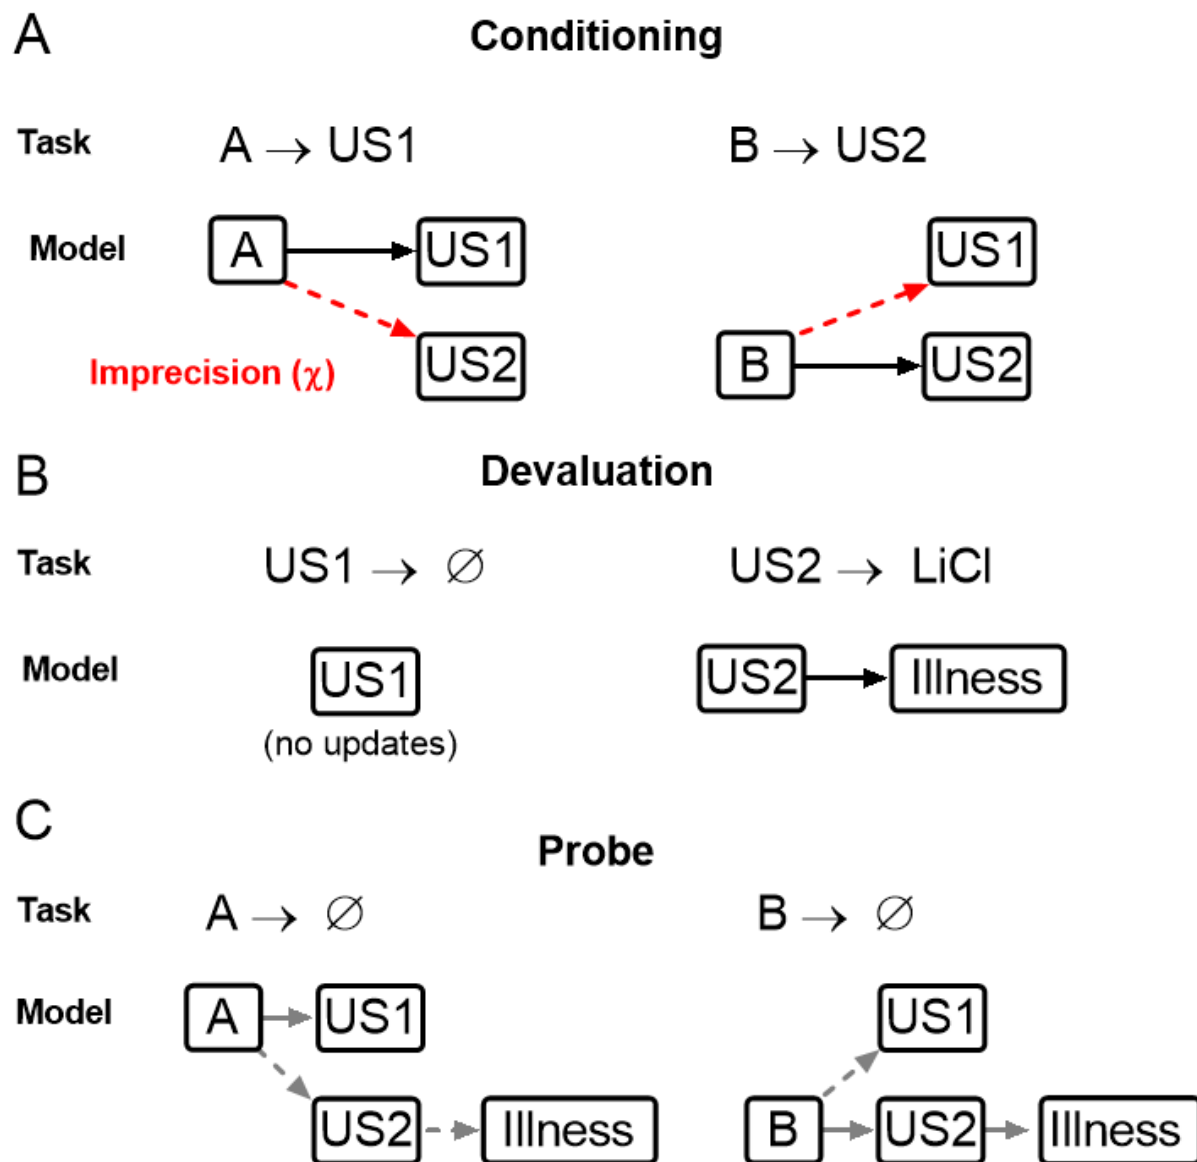 A
Conditioning
Task A → US1 B → US2
Model A US1 US1
Imprecision (χ) US2 B US2
B
Devaluation
Task US1 → ∅ US2 → LiCl
Model US1 US2 Illness
(no updates)
C
Probe
Task A → ∅ B → ∅
Model A US1 US1
US2 Illness B US2 Illness